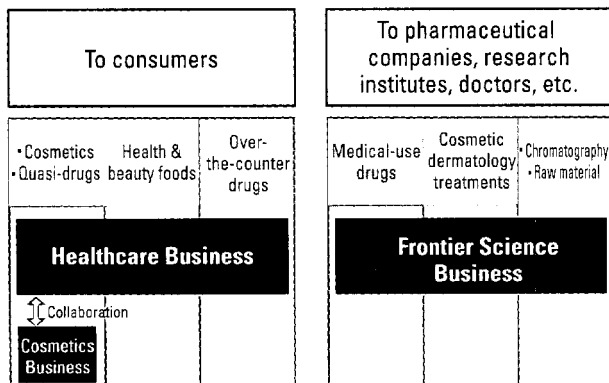 To consumers
To pharmaceutical
companies, research
institutes, doctors, etc.
・Cosmetics
・Quasi-drugs
Health &
beauty foods
Over-
the-counter
drugs
Medical-use
drugs
Cosmetic
dermatology
treatments
・Chromatography
・Raw material
Healthcare Business
Frontier Science
Business
Collaboration
Cosmetics
Business